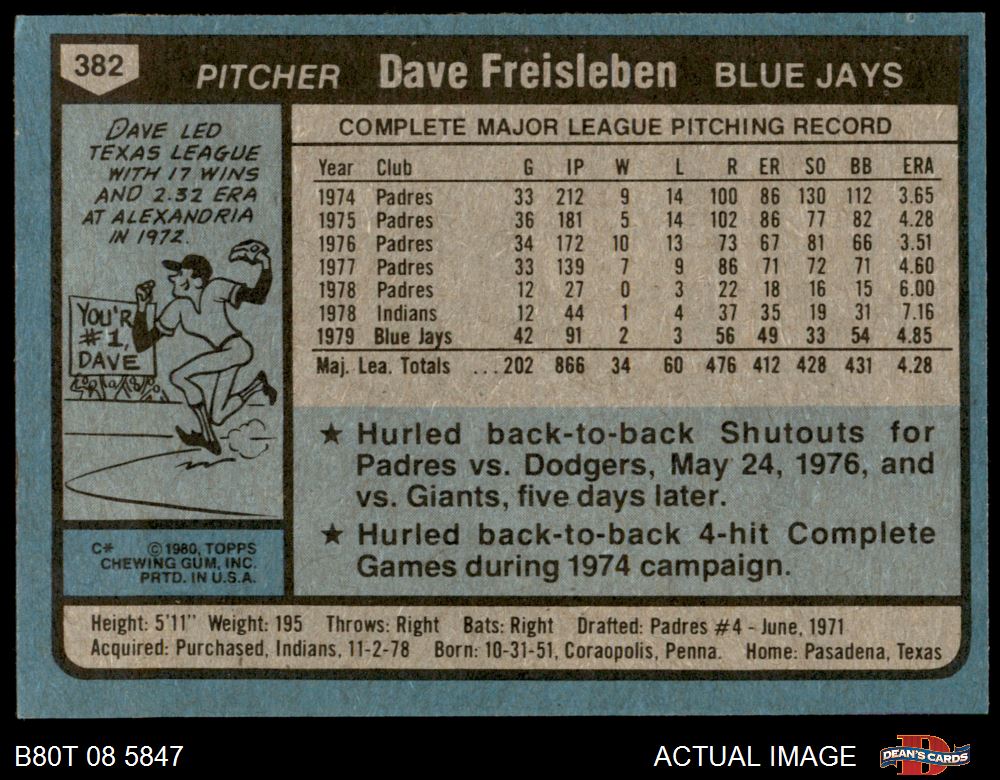 382 PITCHER Dave Freisleben BLUE JAYS
DAVE LED
TEXAS LEAGUE
WITH 17 WINS
AND 2.32 ERA
AT ALEXANDRIA
IN 1972.
YOU'R
#1,
DAVE
C* ©1980, TOPPS
CHEWING GUM, INC.
PRTD. IN U.S.A.
COMPLETE MAJOR LEAGUE PITCHING RECORD
Year Club G IP W L R ER SO BB ERA
1974 Padres 33 212 9 14 100 86 130 112 3.65
1975 Padres 36 181 5 14 102 86 77 82 4.28
1976 Padres 34 172 10 13 73 67 81 66 3.51
1977 Padres 33 139 7 9 86 71 72 71 4.60
1978 Padres 12 27 0 3 22 18 16 15 6.00
1978 Indians 12 44 1 4 37 35 19 31 7.16
1979 Blue Jays 42 91 2 3 56 49 33 54 4.85
Maj. Lea. Totals ...202 866 34 60 476 412 428 431 4.28
★ Hurled back-to-back Shutouts for
Padres vs. Dodgers, May 24, 1976, and
vs. Giants, five days later.
★ Hurled back-to-back 4-hit Complete
Games during 1974 campaign.
Height: 5'11" Weight: 195 Throws: Right Bats: Right Drafted: Padres #4 - June, 1971
Acquired: Purchased, Indians, 11-2-78 Born: 10-31-51, Coraopolis, Penna. Home: Pasadena, Texas
B80T 08 5847 ACTUAL IMAGE DEAN'S CARDS